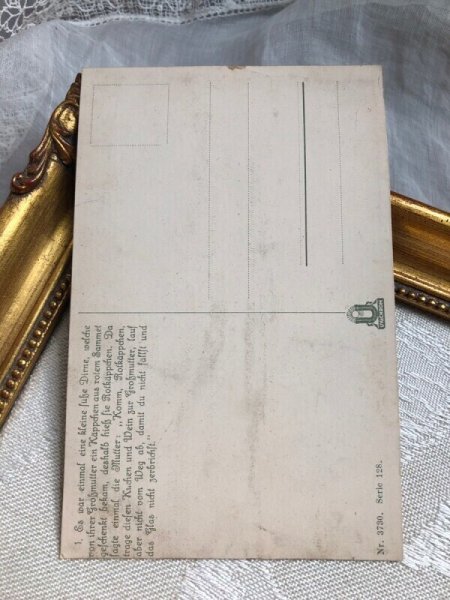 1. Es war einmal eine kleine süße Dirne, welche
von ihrer Großmutter ein Käppchen aus rotem Sammet
geschenkt bekam, deshalb hieß sie Rotkäppchen. Da
sagte einmal die Mutter: „Komm, Rotkäppchen,
trage diesen Kuchen und Wein zur Großmutter, lauf
aber nicht vom Weg ab, damit du nicht fällst und
das Glas nicht zerbrichst.“
Nr. 3730. Serie 128.